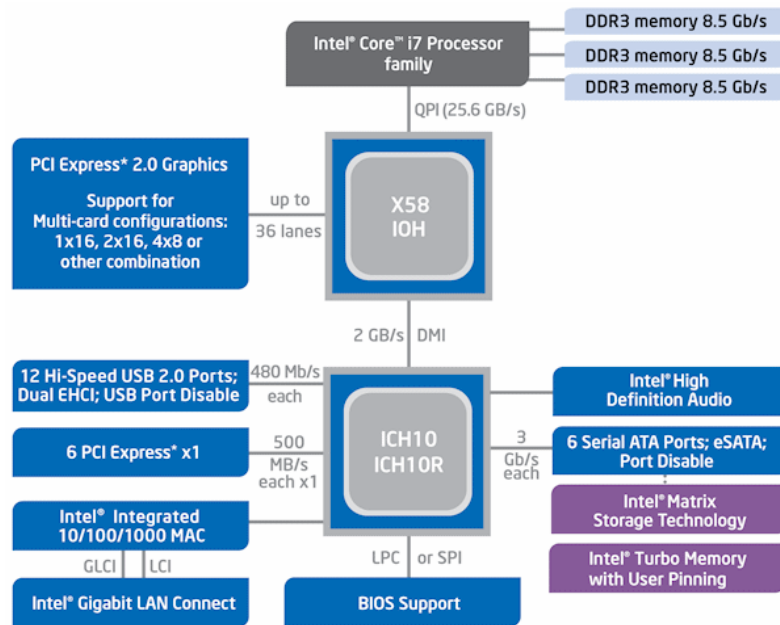 Intel® Core™ i7 Processor
family
DDR3 memory 8.5 Gb/s
DDR3 memory 8.5 Gb/s
DDR3 memory 8.5 Gb/s
QPI (25.6 GB/s)
PCI Express* 2.0 Graphics
Support for
Multi-card configurations:
1x16, 2x16, 4x8 or
other combination
up to
36 lanes
X58
IOH
2 GB/s DMI
12 Hi-Speed USB 2.0 Ports;
Dual EHCI; USB Port Disable
480 Mb/s
each
6 PCI Express* x1
500
MB/s
each x1
Intel® Integrated
10/100/1000 MAC
GLCI LCI
Intel® Gigabit LAN Connect
ICH10
ICH10R
LPC or SPI
BIOS Support
Intel® High
Definition Audio
3
Gb/s
each
6 Serial ATA Ports; eSATA;
Port Disable
Intel® Matrix
Storage Technology
Intel® Turbo Memory
with User Pinning